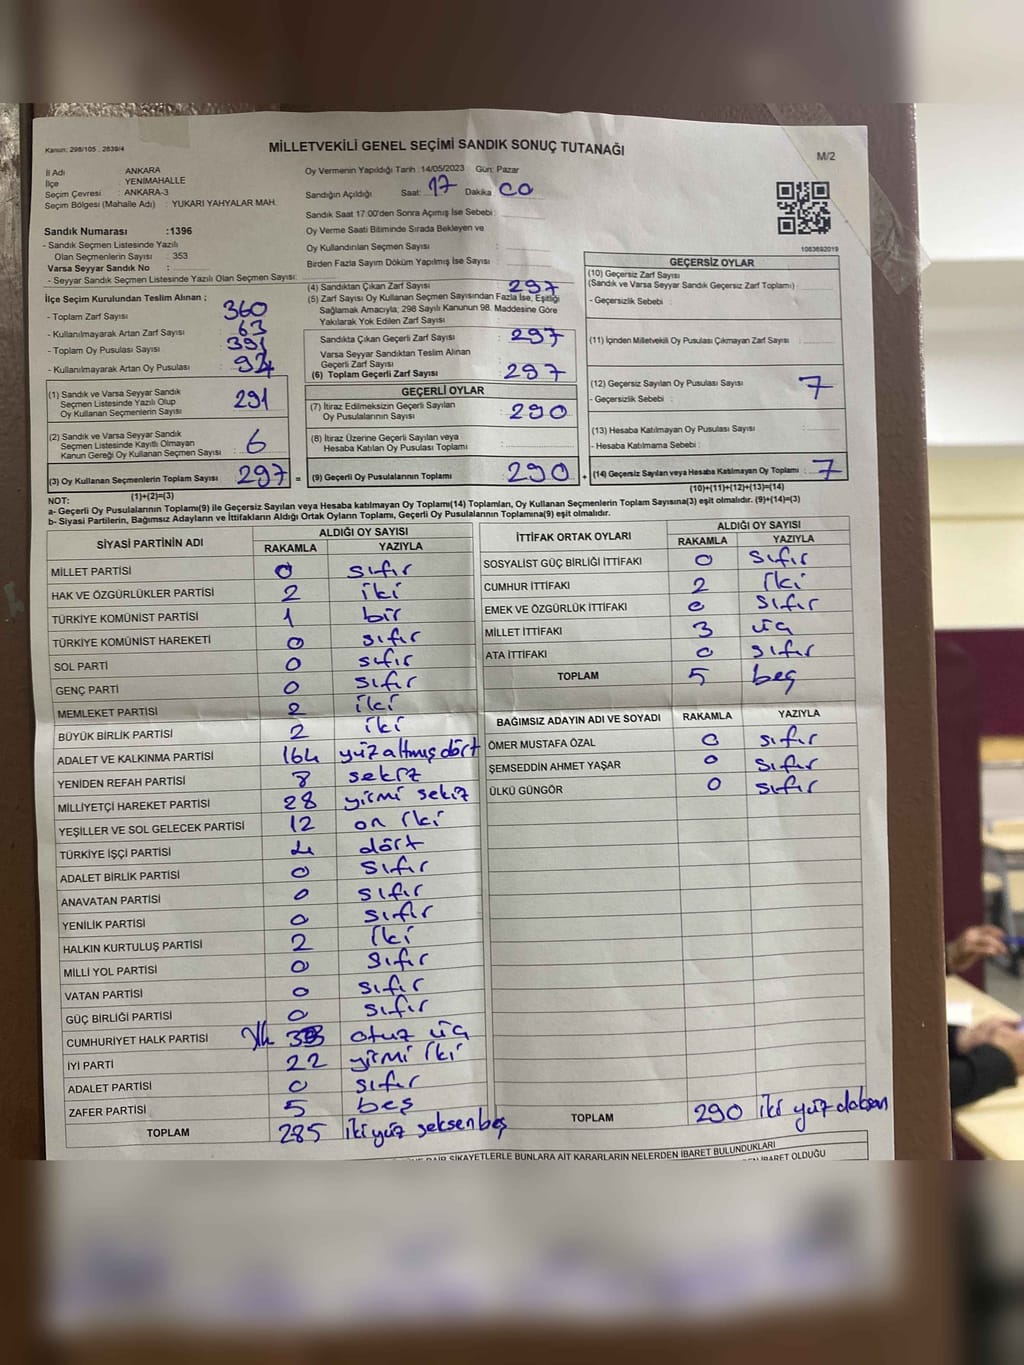 Kanun: 298/105 , 2839/4
MİLLETVEKİLİ GENEL SEÇİMİ SANDIK SONUÇ TUTANAĞI
M/2
İl Adı : ANKARA
İlçe : YENİMAHALLE
Seçim Çevresi : ANKARA-3
Seçim Bölgesi (Mahalle Adı) : YUKARI YAHYALAR MAH.
Sandık Numarası :1396
- Sandık Seçmen Listesinde Yazılı
Olan Seçmenlerin Sayısı : 353
Varsa Seyyar Sandık No :
- Seyyar Sandık Seçmen Listesinde Yazılı Olan Seçmen Sayısı:
Oy Vermenin Yapıldığı Tarih :14/05/2023 Gün: Pazar
Sandığın Açıldığı Saat: 17 Dakika 00
Sandık Saat 17:00'den Sonra Açımış İse Sebebi :
Oy Verme Saati Bitiminde Sırada Bekleyen ve
Oy Kullandırılan Seçmen Sayısı :
Birden Fazla Sayım Döküm Yapılmış İse Sayısı :
1083692019
İlçe Seçim Kurulundan Teslim Alınan ;
- Toplam Zarf Sayısı : 360
- Kullanılmayarak Artan Zarf Sayısı : 63
- Toplam Oy Pusulası Sayısı : 391
- Kullanılmayarak Artan Oy Pusulası : 94
(1) Sandık ve Varsa Seyyar Sandık
Seçmen Listesinde Yazılı Olup
Oy Kullanan Seçmenlerin Sayısı 291
(2) Sandık ve Varsa Seyyar Sandık
Seçmen Listesinde Kayıtlı Olmayan
Kanun Gereği Oy Kullanan Seçmen Sayısı : 6
(3) Oy Kullanan Seçmenlerin Toplam Sayısı : 297 =
(1)+(2)=(3)
(4) Sandıktan Çıkan Zarf Sayısı : 297
(5) Zarf Sayısı Oy Kullanan Seçmen Sayısından Fazla İse, Eşitliği
Sağlamak Amacıyla, 298 Sayılı Kanunun 98. Maddesine Göre
Yakılarak Yok Edilen Zarf Sayısı :
Sandıkta Çıkan Geçerli Zarf Sayısı : 297
Varsa Seyyar Sandıktan Teslim Alınan
Geçerli Zarf Sayısı :
(6) Toplam Geçerli Zarf Sayısı : 297
GEÇERLİ OYLAR
(7) İtiraz Edilmeksizin Geçerli Sayılan
Oy Pusulalarının Sayısı : 290
(8) İtiraz Üzerine Geçerli Sayılan veya
Hesaba Katılan Oy Pusulası Toplamı :
(9) Geçerli Oy Pusulalarının Toplamı : 290 +
GEÇERSİZ OYLAR
(10) Geçersiz Zarf Sayısı
(Sandık ve Varsa Seyyar Sandık Geçersiz Zarf Toplamı) :
- Geçersizlik Sebebi :
(11) İçinden Milletvekili Oy Pusulası Çıkmayan Zarf Sayısı :
(12) Geçersiz Sayılan Oy Pusulası Sayısı : 7
- Geçersizlik Sebebi :
(13) Hesaba Katılmayan Oy Pusulası Sayısı :
- Hesaba Katılmama Sebebi :
(14) Geçersiz Sayılan veya Hesaba Katılmayan Oy Toplamı : 7
(10)+(11)+(12)+(13)=(14)
NOT:
a- Geçerli Oy Pusulalarının Toplamı(9) ile Geçersiz Sayılan veya Hesaba katılmayan Oy Toplamı(14) Toplamları, Oy Kullanan Seçmenlerin Toplam Sayısına(3) eşit olmalıdır. (9)+(14)=(3)
b- Siyasi Partilerin, Bağımsız Adayların ve İttifakların Aldığı Ortak Oyların Toplamı, Geçerli Oy Pusulalarının Toplamına(9) eşit olmalıdır.
SİYASİ PARTİNİN ADI ALDIĞI OY SAYISI
RAKAMLA YAZIYLA
MİLLET PARTİSİ 0 sıfır
HAK VE ÖZGÜRLÜKLER PARTİSİ 2 iki
TÜRKİYE KOMÜNİST PARTİSİ 1 bir
TÜRKİYE KOMÜNİST HAREKETİ 0 sıfır
SOL PARTİ 0 sıfır
GENÇ PARTİ 0 sıfır
MEMLEKET PARTİSİ 2 iki
BÜYÜK BİRLİK PARTİSİ 2 iki
ADALET VE KALKINMA PARTİSİ 164 yüz altmış dört
YENİDEN REFAH PARTİSİ 8 sekiz
MİLLİYETÇİ HAREKET PARTİSİ 28 yirmi sekiz
YEŞİLLER VE SOL GELECEK PARTİSİ 12 on iki
TÜRKİYE İŞÇİ PARTİSİ 4 dört
ADALET BİRLİK PARTİSİ 0 sıfır
ANAVATAN PARTİSİ 0 sıfır
YENİLİK PARTİSİ 0 sıfır
HALKIN KURTULUŞ PARTİSİ 2 iki
MİLLİ YOL PARTİSİ 0 sıfır
VATAN PARTİSİ 0 sıfır
GÜÇ BİRLİĞİ PARTİSİ 0 sıfır
CUMHURİYET HALK PARTİSİ 33 otuz üç
İYİ PARTİ 22 yirmi iki
ADALET PARTİSİ 0 sıfır
ZAFER PARTİSİ 5 beş
TOPLAM 285 iki yüz seksen beş
İTTİFAK ORTAK OYLARI ALDIĞI OY SAYISI
RAKAMLA YAZIYLA
SOSYALİST GÜÇ BİRLİĞİ İTTİFAKI 0 sıfır
CUMHUR İTTİFAKI 2 iki
EMEK VE ÖZGÜRLÜK İTTİFAKI 0 sıfır
MİLLET İTTİFAKI 3 üç
ATA İTTİFAKI 0 sıfır
TOPLAM 5 beş
BAĞIMSIZ ADAYIN ADI VE SOYADI RAKAMLA YAZIYLA
ÖMER MUSTAFA ÖZAL 0 sıfır
ŞEMSEDDİN AHMET YAŞAR 0 sıfır
ÜLKÜ GÜNGÖR 0 sıfır
TOPLAM 290 iki yüz doksan
ŞİKAYETLERLE BUNLARA AİT KARARLARIN NELERDEN İBARET BULUNDUKLARI
İBARET OLDUĞU